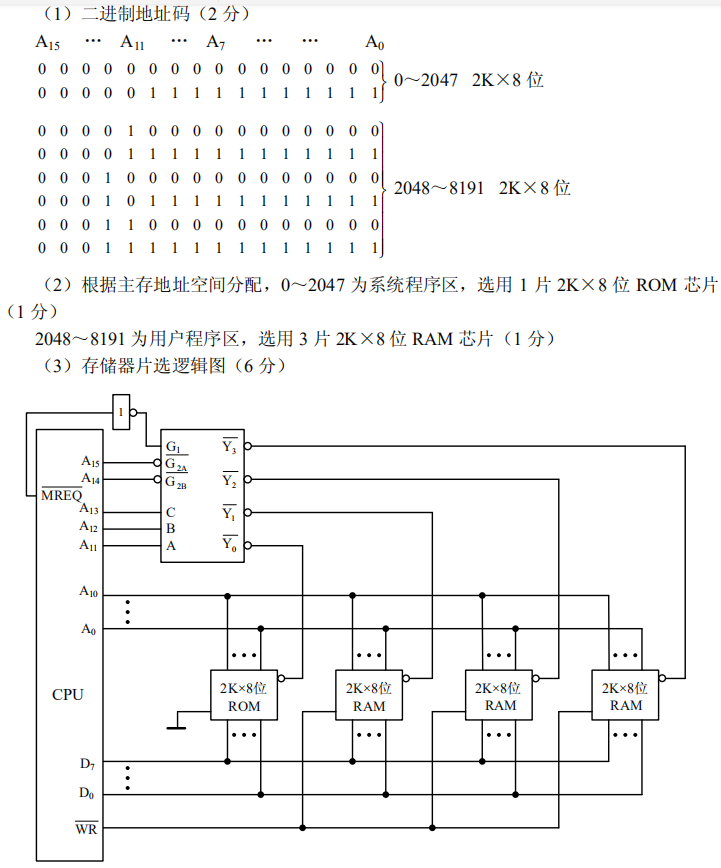 （1）二进制地址码（2 分）
A15 … A11 … A7 … … A0
0 0 0 0 0 0 0 0 0 0 0 0 0 0 0 0
0 0 0 0 0 1 1 1 1 1 1 1 1 1 1 1
0～2047 2K×8 位
0 0 0 0 1 0 0 0 0 0 0 0 0 0 0 0
0 0 0 0 1 1 1 1 1 1 1 1 1 1 1 1
0 0 0 1 0 0 0 0 0 0 0 0 0 0 0 0
0 0 0 1 0 1 1 1 1 1 1 1 1 1 1 1
0 0 0 1 1 0 0 0 0 0 0 0 0 0 0 0
0 0 0 1 1 1 1 1 1 1 1 1 1 1 1 1
2048～8191 2K×8 位
（2）根据主存地址空间分配，0～2047 为系统程序区，选用 1 片 2K×8 位 ROM 芯片
（1 分）
2048～8191 为用户程序区，选用 3 片 2K×8 位 RAM 芯片（1 分）
（3）存储器片选逻辑图（6 分）
1
G1 Y̅3
A15 G̅2A
A14 G̅2B Y̅2
M̅R̅E̅Q̅
A13 C Y̅1
A12 B
A11 A Y̅0
A10
A0
CPU
2K×8位
ROM
2K×8位
RAM
2K×8位
RAM
2K×8位
RAM
D7
D0
W̅R̅